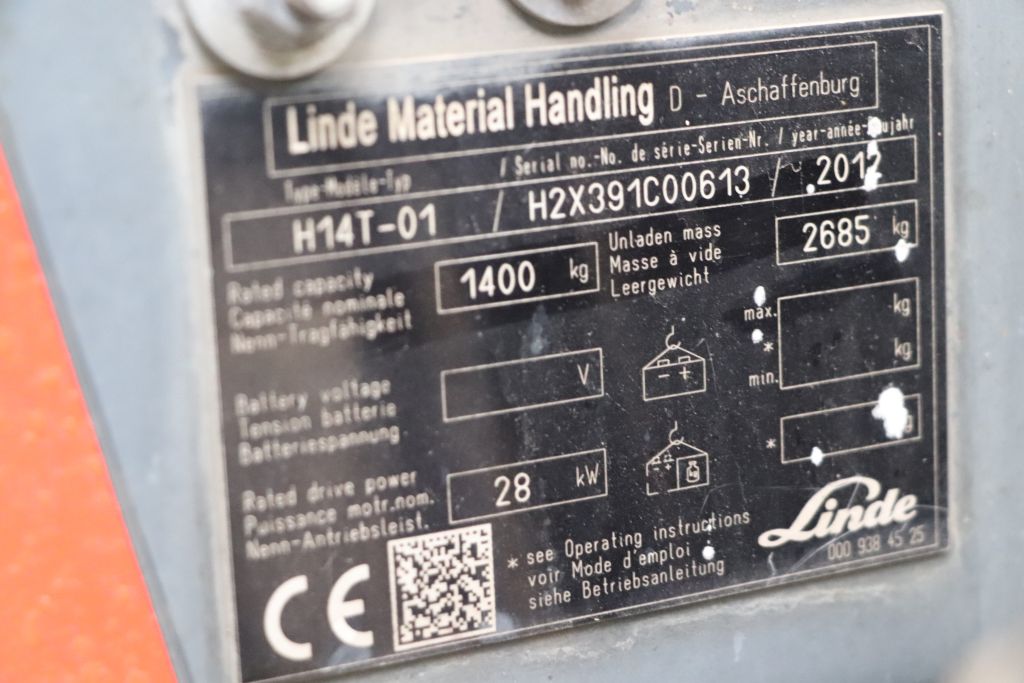 Linde Material Handling D - Aschaffenburg
Type-Modèle-Typ / Serial no.-No. de série-Serien-Nr. / year-année-Baujahr
H14T-01 / H2X391C00613 / 2012
Rated capacity
Capacité nominale
Nenn-Tragfähigkeit
1400 kg
Unladen mass
Masse à vide
Leergewicht
2685 kg
Battery voltage
Tension batterie
Batteriespannung
V
max. kg
* kg
min.
*
Rated drive power
Puissance motr.nom.
Nenn-Antriebsleist.
28 kW
CE
* see Operating instructions
voir Mode d'emploi
siehe Betriebsanleitung
Linde
000 938 45 25